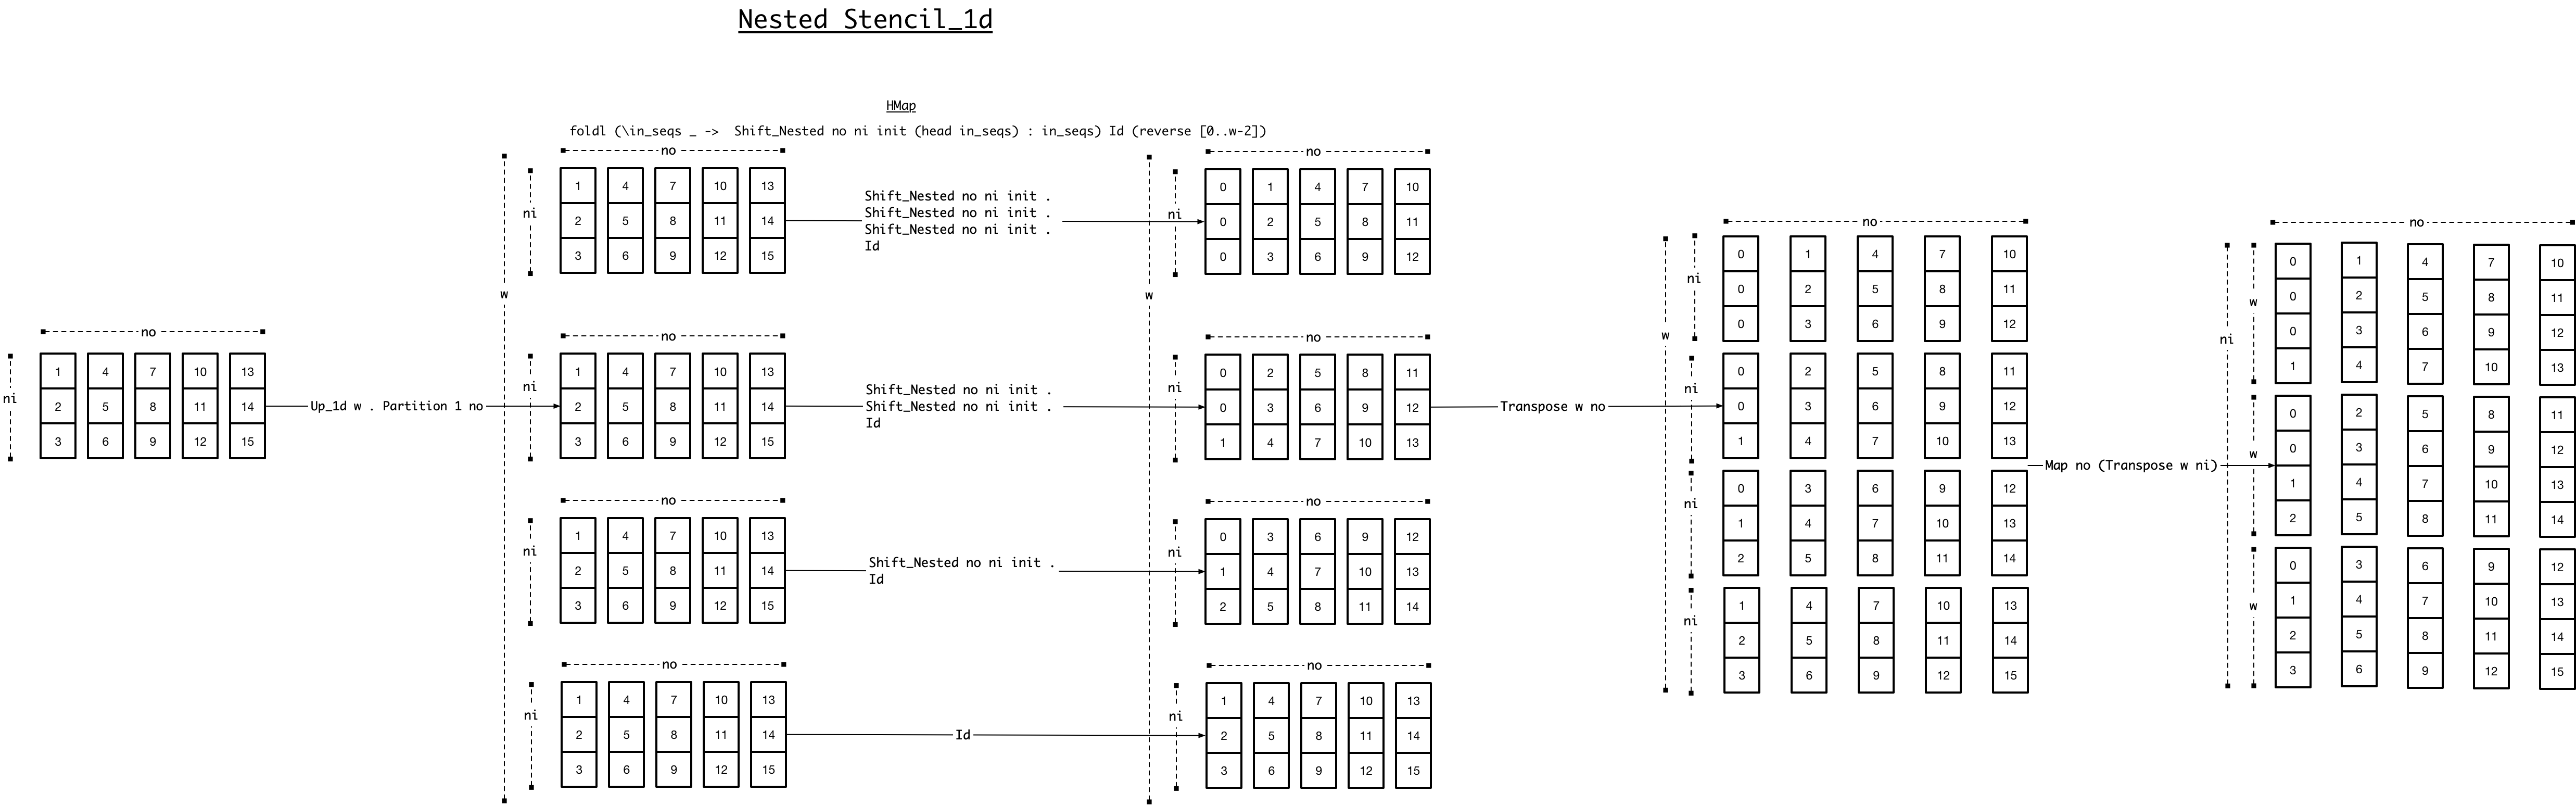 Nested Stencil_1d
HMap
foldl (\in_seqs _ -> Shift_Nested no ni init (head in_seqs) : in_seqs) Id (reverse [0..w-2])
no
ni
1 4 7 10 13
2 5 8 11 14
3 6 9 12 15
Up_1d w . Partition 1 no
w
no
ni
1 4 7 10 13
2 5 8 11 14
3 6 9 12 15
no
ni
1 4 7 10 13
2 5 8 11 14
3 6 9 12 15
no
ni
1 4 7 10 13
2 5 8 11 14
3 6 9 12 15
no
ni
1 4 7 10 13
2 5 8 11 14
3 6 9 12 15
Shift_Nested no ni init .
Shift_Nested no ni init .
Shift_Nested no ni init .
Id
Shift_Nested no ni init .
Shift_Nested no ni init .
Id
Shift_Nested no ni init .
Id
Id
w
no
ni
0 1 4 7 10
0 2 5 8 11
0 3 6 9 12
no
ni
0 2 5 8 11
0 3 6 9 12
1 4 7 10 13
no
ni
0 3 6 9 12
1 4 7 10 13
2 5 8 11 14
no
ni
1 4 7 10 13
2 5 8 11 14
3 6 9 12 15
Transpose w no
no
w
ni
0 1 4 7 10
0 2 5 8 11
0 3 6 9 12
ni
0 2 5 8 11
0 3 6 9 12
1 4 7 10 13
ni
0 3 6 9 12
1 4 7 10 13
2 5 8 11 14
ni
1 4 7 10 13
2 5 8 11 14
3 6 9 12 15
Map no (Transpose w ni)
no
ni
w
0 1 4 7 10
0 2 5 8 11
0 3 6 9 12
1 4 7 10 13
w
0 2 5 8 11
0 3 6 9 12
1 4 7 10 13
2 5 8 11 14
w
0 3 6 9 12
1 4 7 10 13
2 5 8 11 14
3 6 9 12 15